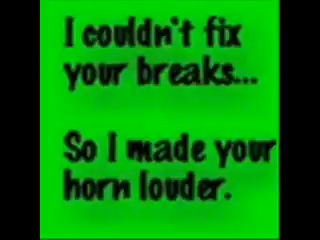 I couldn't fix
your breaks...
So I made your
horn louder.